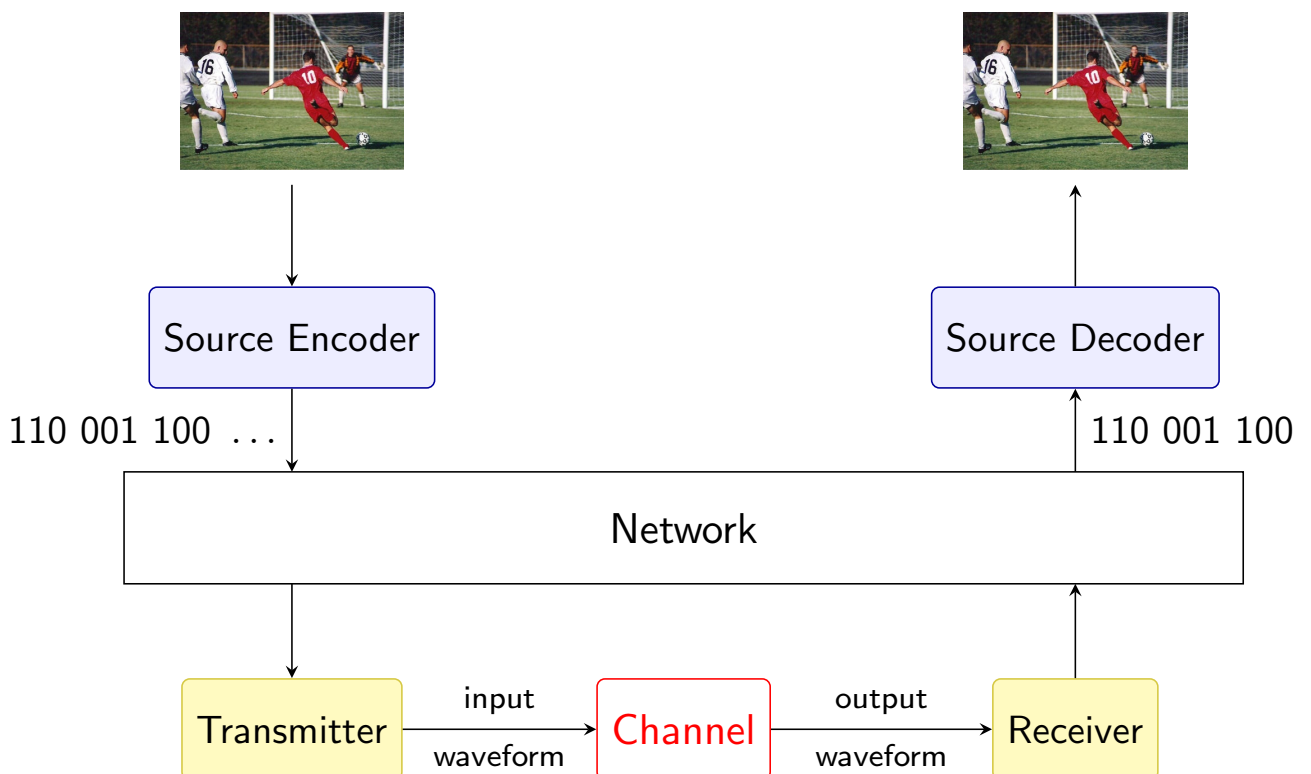 16
10
16
10
Source Encoder
Source Decoder
110 001 100 ...
110 001 100
Network
Transmitter
input
waveform
Channel
output
waveform
Receiver